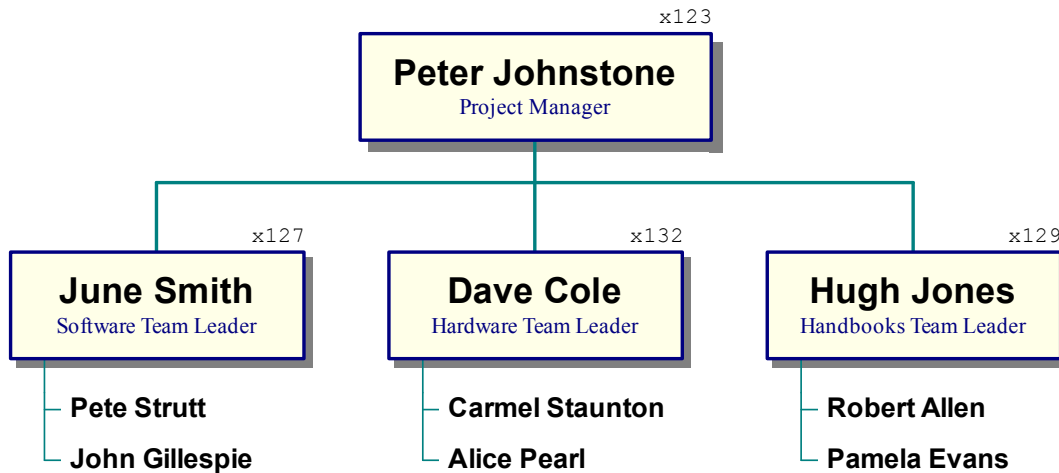 x123
Peter Johnstone
Project Manager
x127
June Smith
Software Team Leader
Pete Strutt
John Gillespie
x132
Dave Cole
Hardware Team Leader
Carmel Staunton
Alice Pearl
x129
Hugh Jones
Handbooks Team Leader
Robert Allen
Pamela Evans